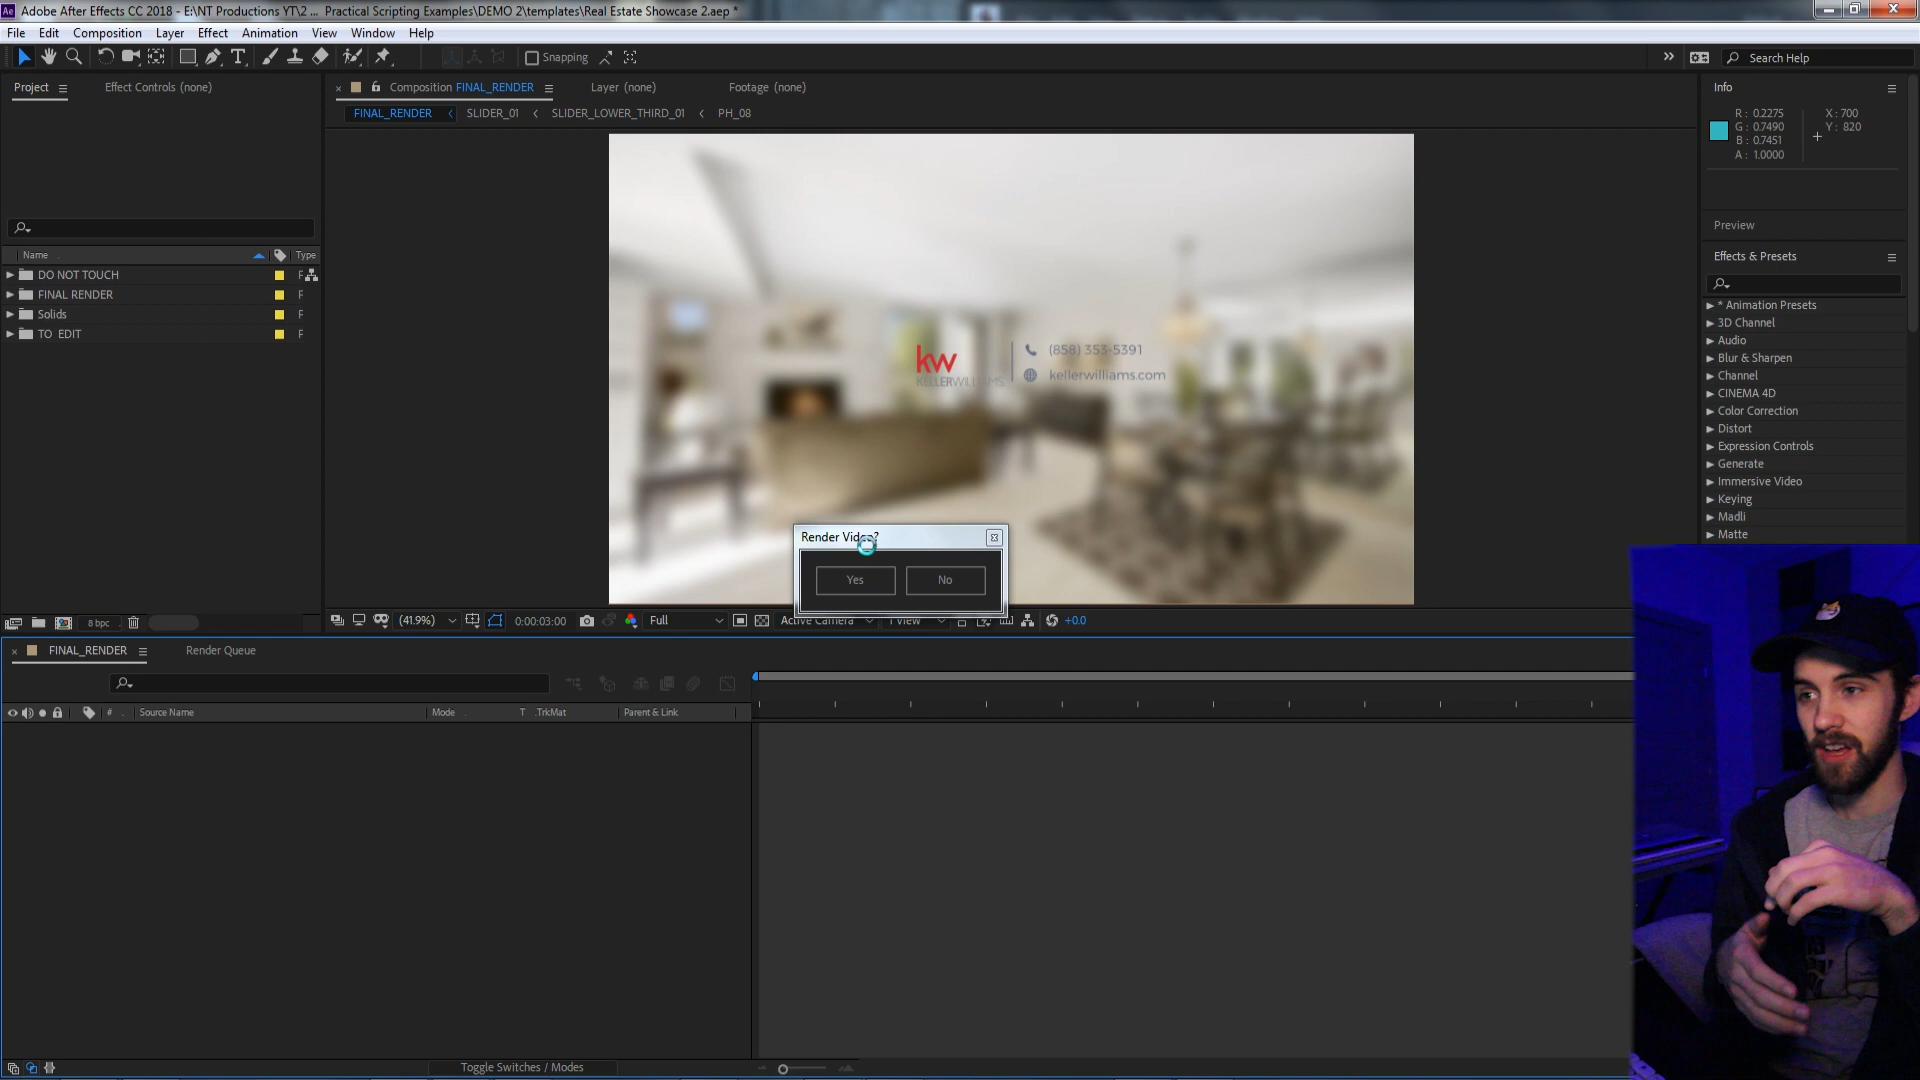 Adobe After Effects CC 2018 - E:\NT Productions YT\2 ... Practical Scripting Examples\DEMO 2\templates\Real Estate Showcase 2.aep *
File Edit Composition Layer Effect Animation View Window Help
Snapping
Search Help
Project
Effect Controls (none)
Composition FINAL_RENDER
Layer (none)
Footage (none)
FINAL_RENDER
SLIDER_01
SLIDER_LOWER_THIRD_01
PH_08
Info
R : 0.2275
G : 0.7490
B : 0.7451
A : 1.0000
X : 700
Y : 820
Preview
Effects & Presets
* Animation Presets
3D Channel
Audio
Blur & Sharpen
Channel
CINEMA 4D
Color Correction
Distort
Expression Controls
Generate
Immersive Video
Keying
Madli
Matte
Name
Type
DO NOT TOUCH
FINAL RENDER
Solids
TO EDIT
8 bpc
kw
KELLERWILLIAMS.
(858) 353-5391
kellerwilliams.com
Render Video?
Yes
No
(41.9%)
0:00:03:00
Full
Active Camera
1 View
+0.0
FINAL_RENDER
Render Queue
#
Source Name
Mode
T .TrkMat
Parent & Link
Toggle Switches / Modes